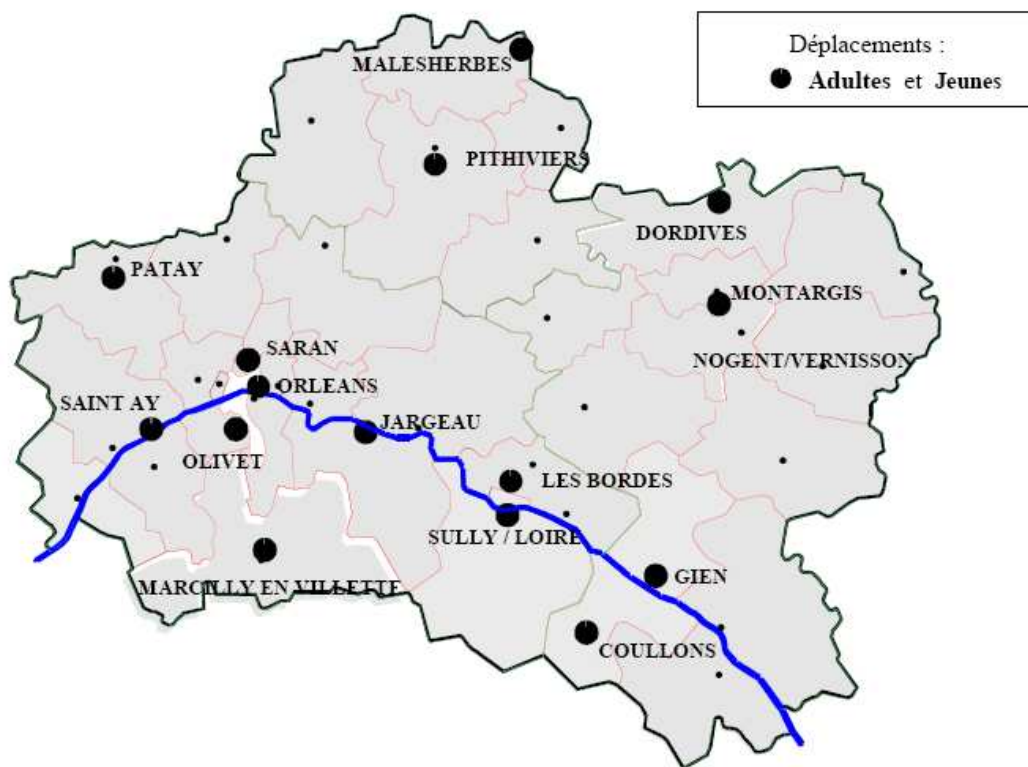 Déplacements :
Adultes et Jeunes
MALESHERBES
PITHIVIERS
DORDIVES
PATAY
MONTARGIS
SARAN
NOGENT/VERNISSON
ORLEANS
SAINT AY
JARGEAU
OLIVET
LES BORDES
SULLY / LOIRE
GIEN
MARCILLY EN VILLETTE
COULLONS